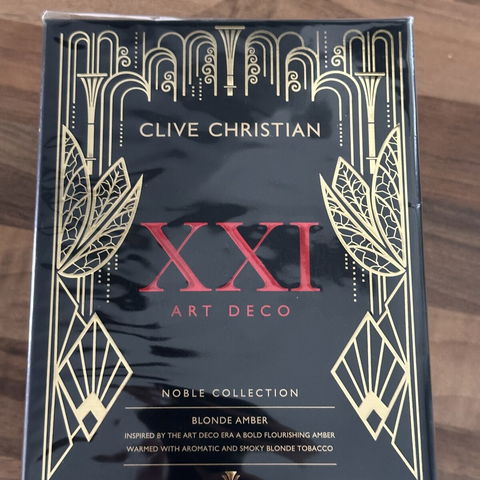 CLIVE CHRISTIAN
XXI
ART DECO
NOBLE COLLECTION
BLONDE AMBER
INSPIRED BY THE ART DECO ERA A BOLD FLOURISHING AMBER
WARMED WITH AROMATIC AND SMOKY BLONDE TOBACCO